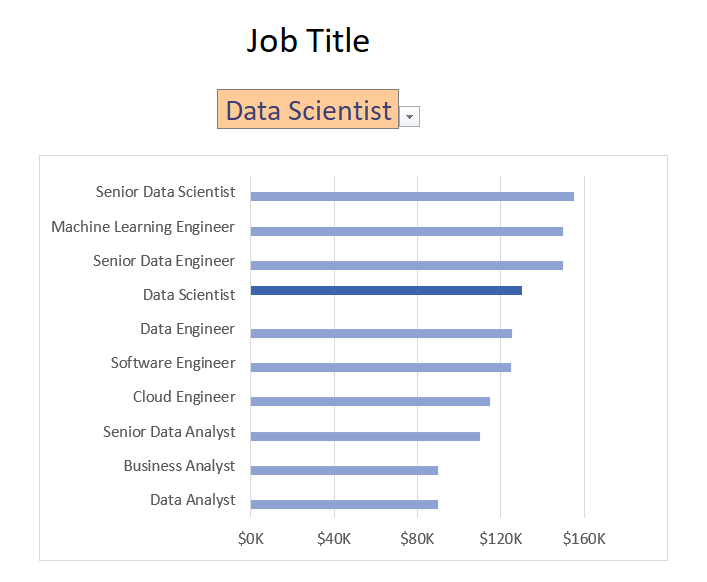 Job Title
Data Scientist
Senior Data Scientist
Machine Learning Engineer
Senior Data Engineer
Data Scientist
Data Engineer
Software Engineer
Cloud Engineer
Senior Data Analyst
Business Analyst
Data Analyst
$0K $40K $80K $120K $160K